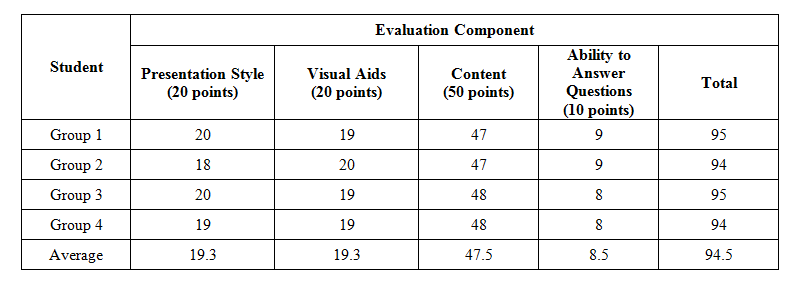 Evaluation Component
Student
Presentation Style
(20 points)
Visual Aids
(20 points)
Content
(50 points)
Ability to
Answer
Questions
(10 points)
Total
Group 1 20 19 47 9 95
Group 2 18 20 47 9 94
Group 3 20 19 48 8 95
Group 4 19 19 48 8 94
Average 19.3 19.3 47.5 8.5 94.5